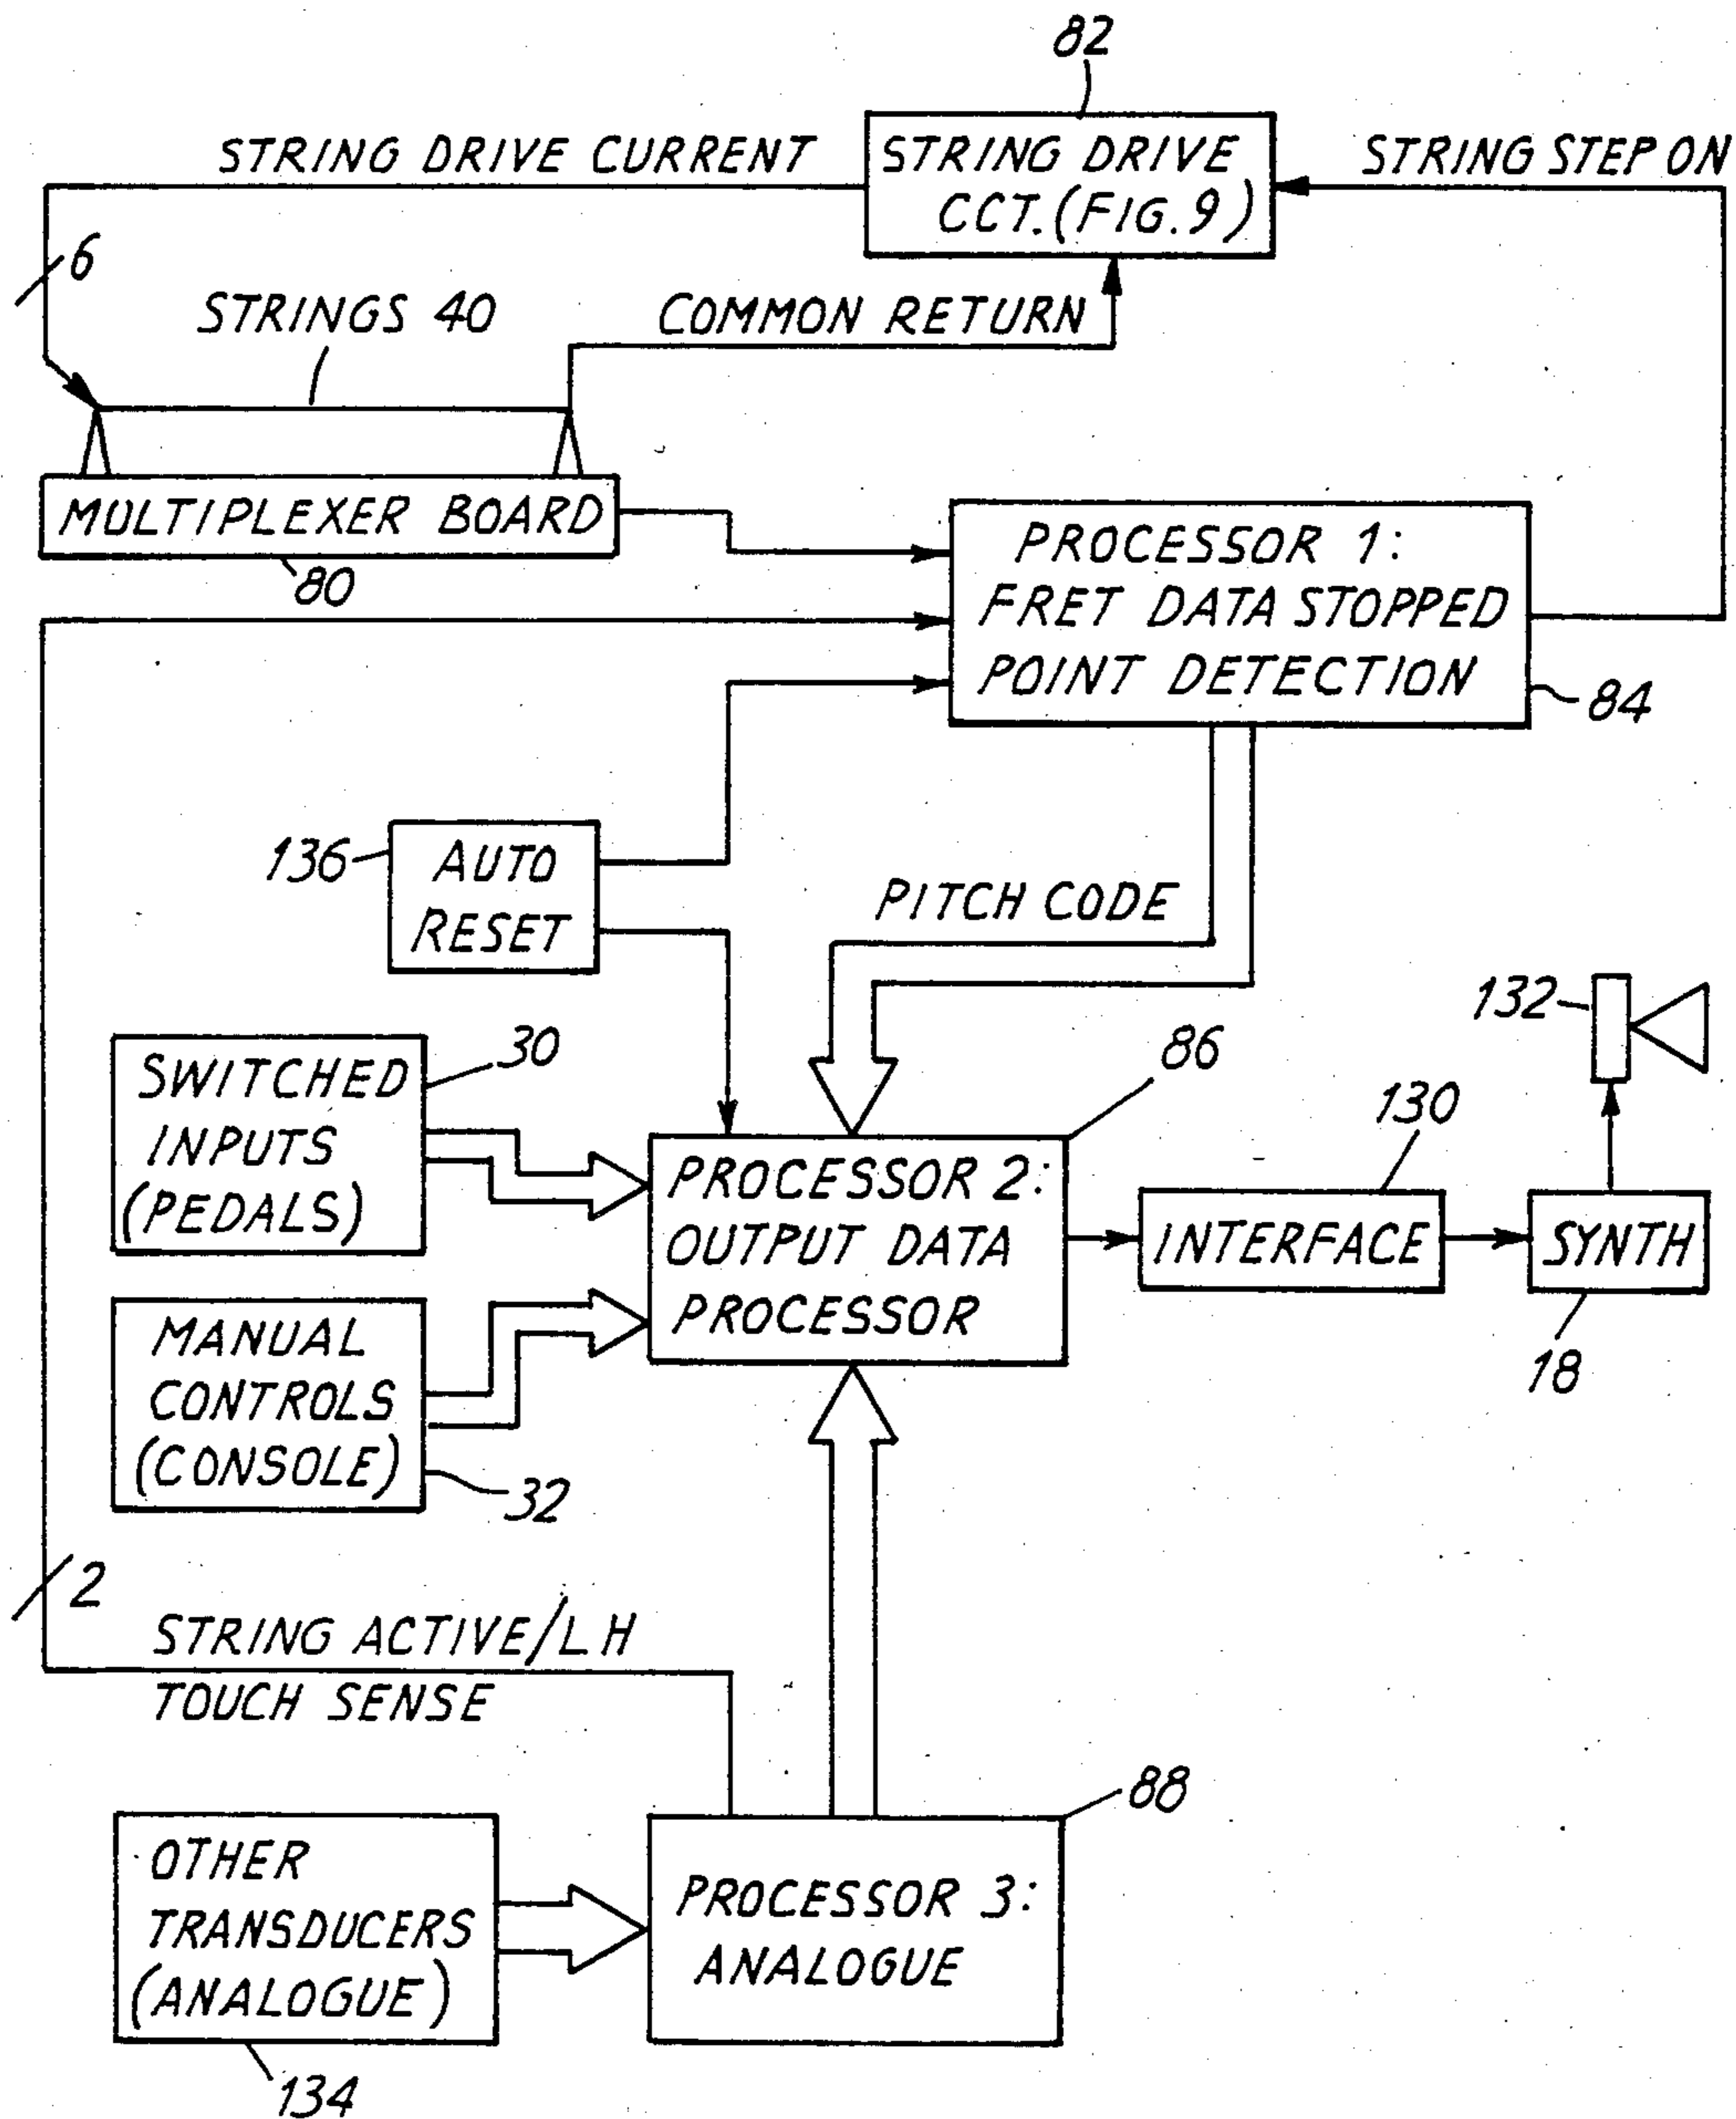 82
STRING DRIVE CURRENT
STRING DRIVE
CCT. (FIG. 9)
STRING STEP ON
6
STRINGS 40
COMMON RETURN
MULTIPLEXER BOARD
80
PROCESSOR 1:
FRET DATA STOPPED
POINT DETECTION
84
136
AUTO
RESET
PITCH CODE
132
30
SWITCHED
INPUTS
(PEDALS)
86
130
PROCESSOR 2:
OUTPUT DATA
PROCESSOR
INTERFACE
SYNTH
18
MANUAL
CONTROLS
(CONSOLE)
32
2
STRING ACTIVE/L H
TOUCH SENSE
88
OTHER
TRANSDUCERS
(ANALOGUE)
134
PROCESSOR 3:
ANALOGUE